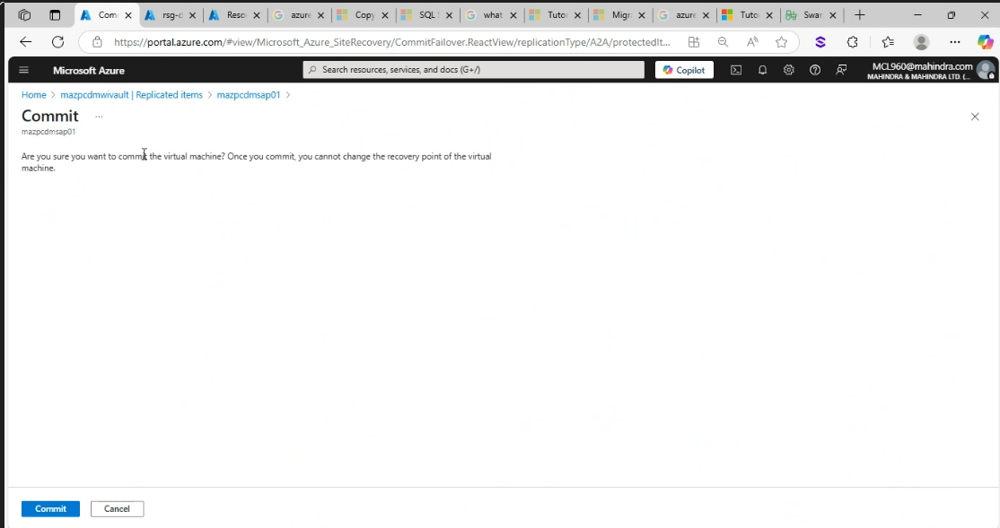 Com
rsg-c
Reso
azure
Copy
SQL
what
Tuto
Migr
azure
Tuto
Swar
https://portal.azure.com/#view/Microsoft_Azure_SiteRecovery/CommitFailover.ReactView/replicationType/A2A/protectedIt...
Microsoft Azure
Search resources, services, and docs (G+/)
Copilot
MCL960@mahindra.com
MAHINDRA & MAHINDRA LTD. (...
Home > mazpcdmwivault | Replicated items > mazpcdmsap01 >
Commit ...
mazpcdmsap01
Are you sure you want to commit the virtual machine? Once you commit, you cannot change the recovery point of the virtual
machine.
Commit
Cancel